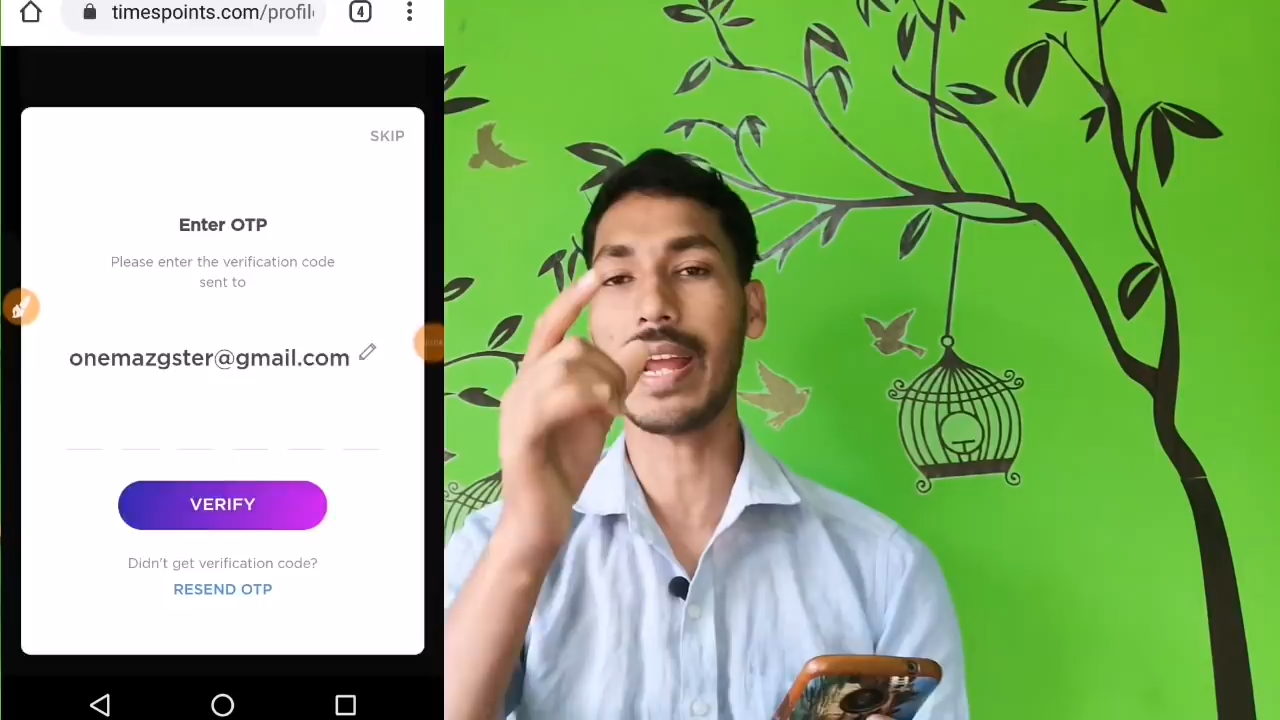 timespoints.com/profil
4
SKIP
Enter OTP
Please enter the verification code
sent to
onemazgster@gmail.com
VERIFY
Didn't get verification code?
RESEND OTP